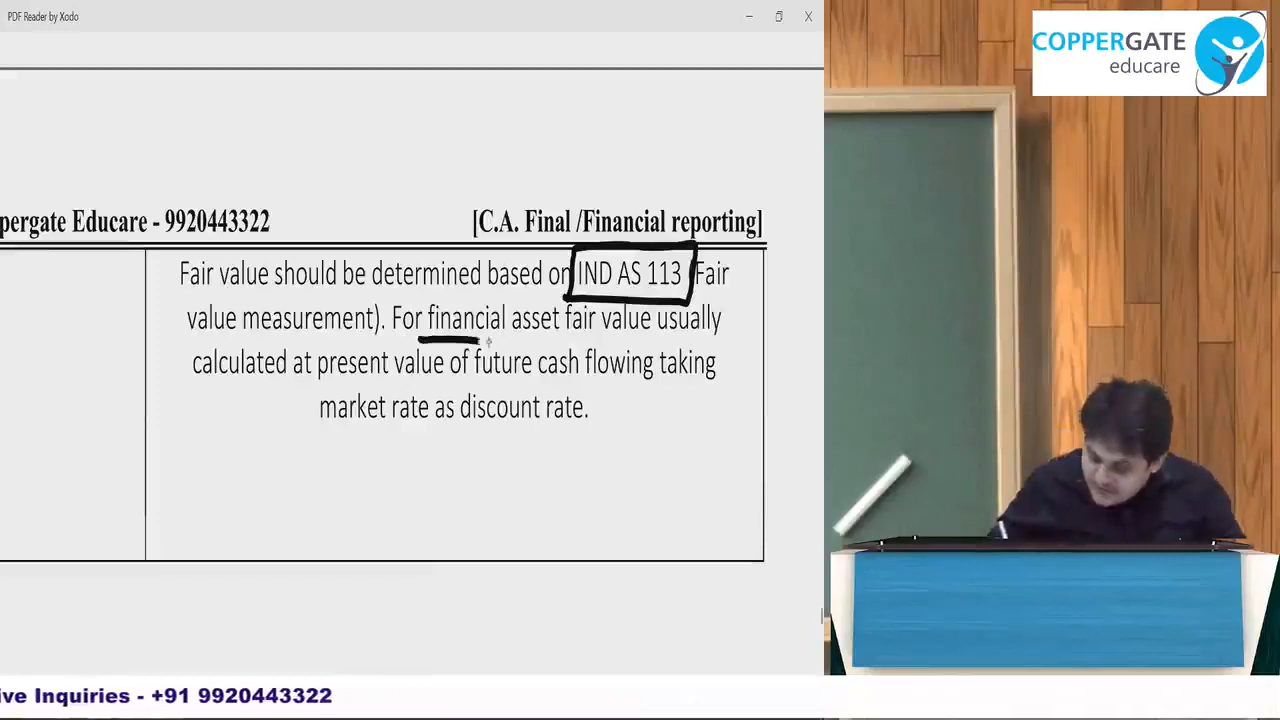 PDF Reader by Xodo
COPPERGATE
educare
pergate Educare - 9920443322
[C.A. Final /Financial reporting]
Fair value should be determined based on IND AS 113 (Fair
value measurement). For financial asset fair value usually
calculated at present value of future cash flowing taking
market rate as discount rate.
ive Inquiries - +91 9920443322